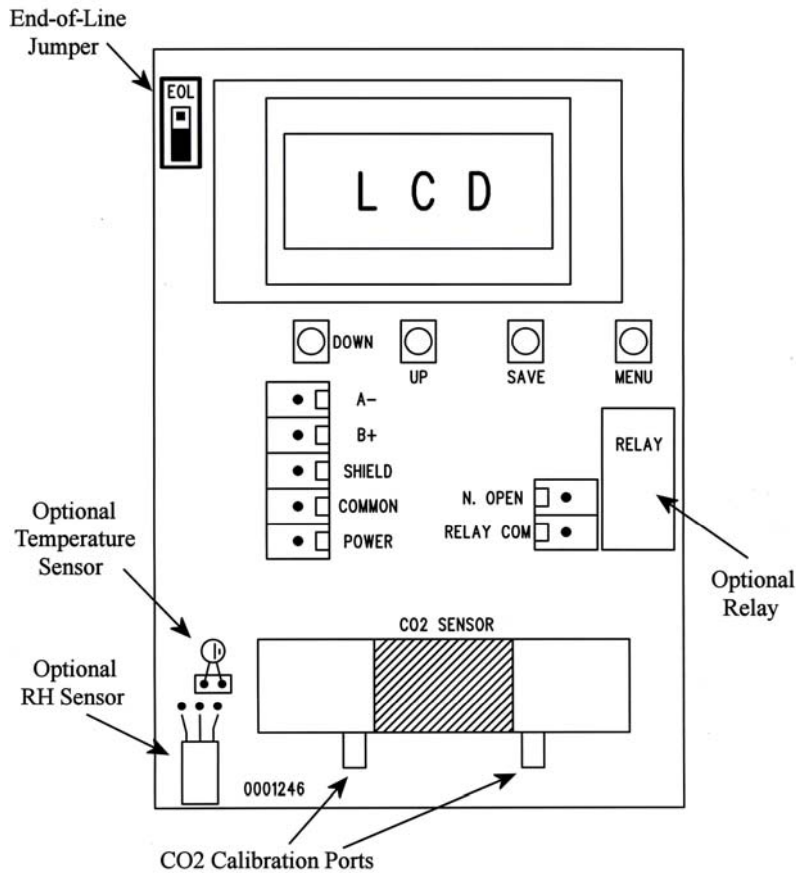 End-of-Line
Jumper
EOL
L C D
DOWN
UP
SAVE
MENU
A-
B+
SHIELD
COMMON
POWER
N. OPEN
RELAY COM
RELAY
Optional
Relay
Optional
Temperature
Sensor
Optional
RH Sensor
CO2 SENSOR
0001246
CO2 Calibration Ports